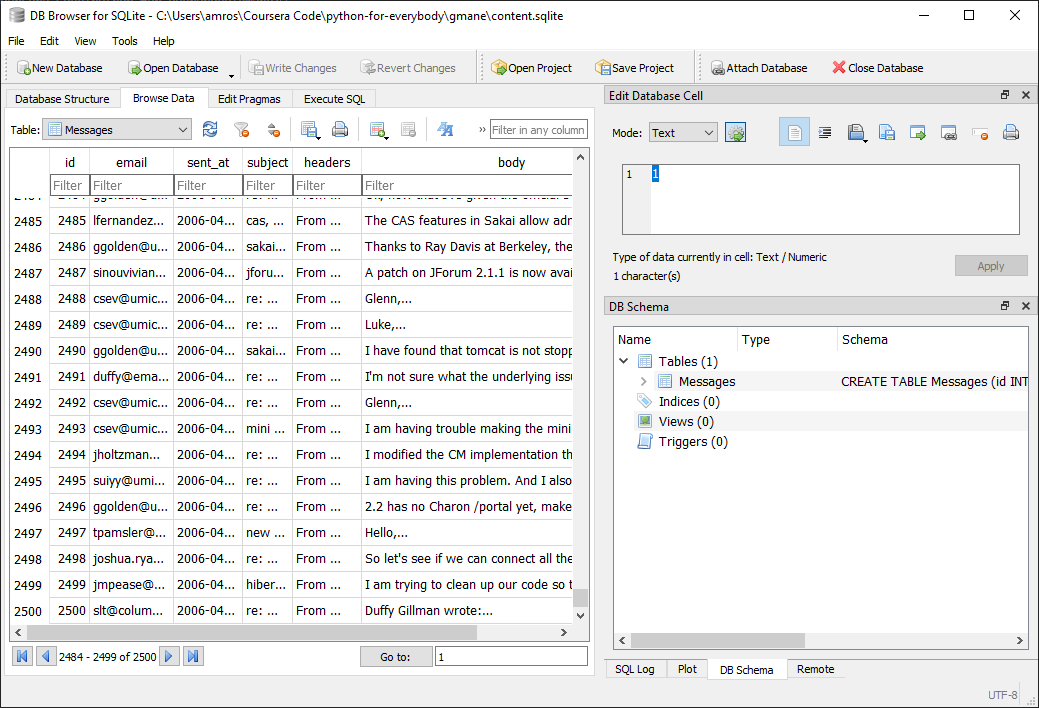 DB Browser for SQLite - C:\Users\amros\Coursera Code\python-for-everybody\gmane\content.sqlite
File Edit View Tools Help
New Database Open Database Write Changes Revert Changes Open Project Save Project Attach Database Close Database
Database Structure Browse Data Edit Pragmas Execute SQL
Table: Messages » Filter in any column
id email sent_at subject headers body
Filter Filter Filter Filter Filter Filter
2485 2485 lfernandez... 2006-04... cas, ... From ... The CAS features in Sakai allow adr
2486 2486 ggolden@u... 2006-04... sakai... From ... Thanks to Ray Davis at Berkeley, the
2487 2487 sinouvivian... 2006-04... jforu... From ... A patch on JForum 2.1.1 is now avai
2488 2488 csev@umic... 2006-04... re: ... From ... Glenn,...
2489 2489 csev@umic... 2006-04... re: ... From ... Luke,...
2490 2490 ggolden@u... 2006-04... sakai... From ... I have found that tomcat is not stopp
2491 2491 duffy@ema... 2006-04... re: ... From ... I'm not sure what the underlying issu
2492 2492 csev@umic... 2006-04... re: ... From ... Glenn,...
2493 2493 csev@umic... 2006-04... mini ... From ... I am having trouble making the mini
2494 2494 jholtzman... 2006-04... re: ... From ... I modified the CM implementation th
2495 2495 suiyy@umi... 2006-04... re: ... From ... I am having this problem. And I also
2496 2496 ggolden@u... 2006-04... re: ... From ... 2.2 has no Charon /portal yet, make
2497 2497 tpamsler@... 2006-04... new ... From ... Hello,...
2498 2498 joshua.rya... 2006-04... re: ... From ... So let's see if we can connect all the
2499 2499 jmpease@... 2006-04... hiber... From ... I am trying to clean up our code so t
2500 2500 slt@colum... 2006-04... re: ... From ... Duffy Gillman wrote:...
2484 - 2499 of 2500 Go to: 1
Edit Database Cell
Mode: Text
1 1
Type of data currently in cell: Text / Numeric
1 character(s)
Apply
DB Schema
Name Type Schema
Tables (1)
Messages CREATE TABLE Messages (id INT
Indices (0)
Views (0)
Triggers (0)
SQL Log Plot DB Schema Remote
UTF-8